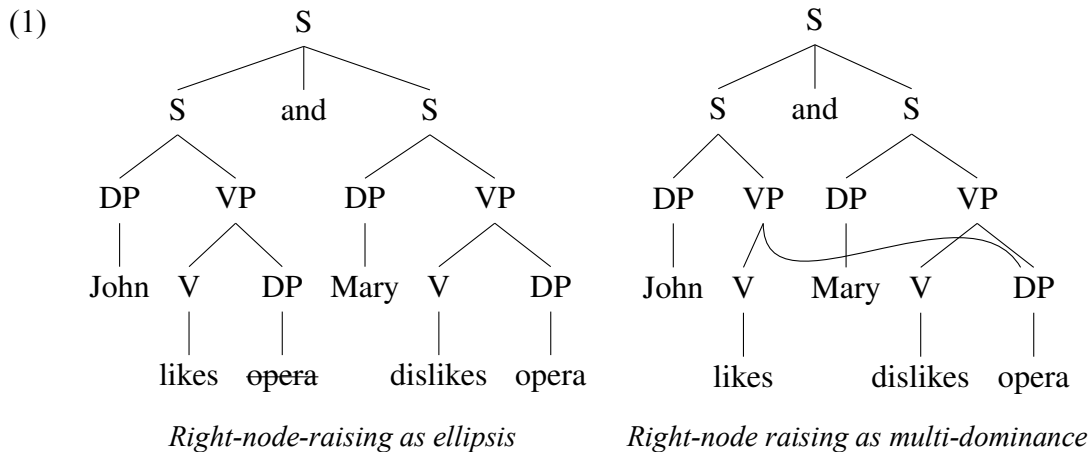 (1) S S
S and S S and S
DP VP DP VP DP VP DP VP
John V DP Mary V DP John V Mary V DP
likes opera dislikes opera likes dislikes opera
Right-node-raising as ellipsis Right-node raising as multi-dominance